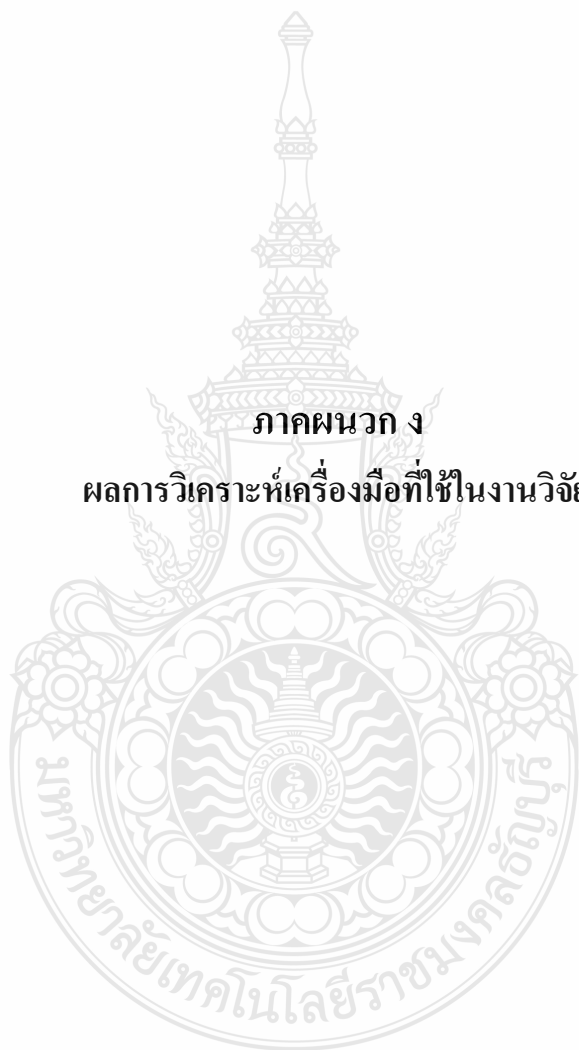 ภาคผนวก ง
ผลการวิเคราะห์เครื่องมือที่ใช้ในงานวิจัย
มหาวิทยาลัยเทคโนโลยีราชมงคลธัญบุรี